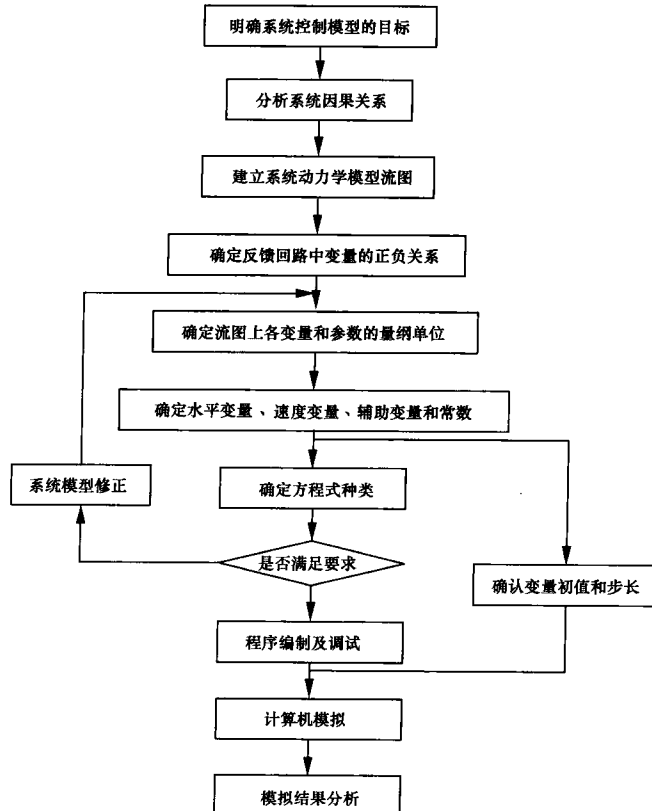 明确系统控制模型的目标
分析系统因果关系
建立系统动力学模型流图
确定反馈回路中变量的正负关系
确定流图上各变量和参数的量纲单位
确定水平变量、速度变量、辅助变量和常数
系统模型修正
确定方程式种类
是否满足要求
确认变量初值和步长
程序编制及调试
计算机模拟
模拟结果分析